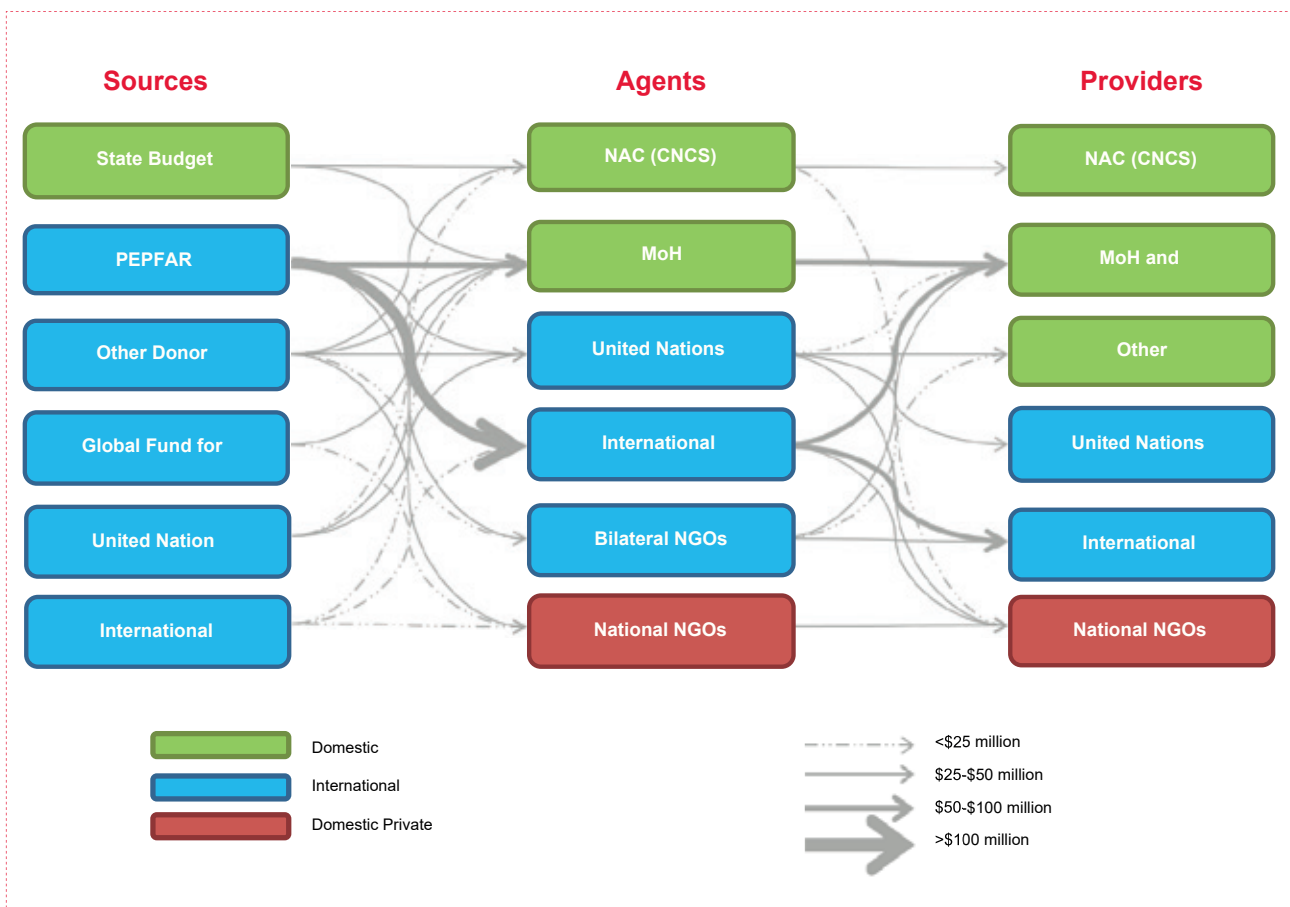 Sources
Agents
Providers
State Budget
NAC (CNCS)
NAC (CNCS)
PEPFAR
MoH
MoH and
Other Donor
United Nations
Other
Global Fund for
International
United Nations
United Nation
Bilateral NGOs
International
International
National NGOs
National NGOs
Domestic
International
Domestic Private
<$25 million
$25-$50 million
$50-$100 million
>$100 million